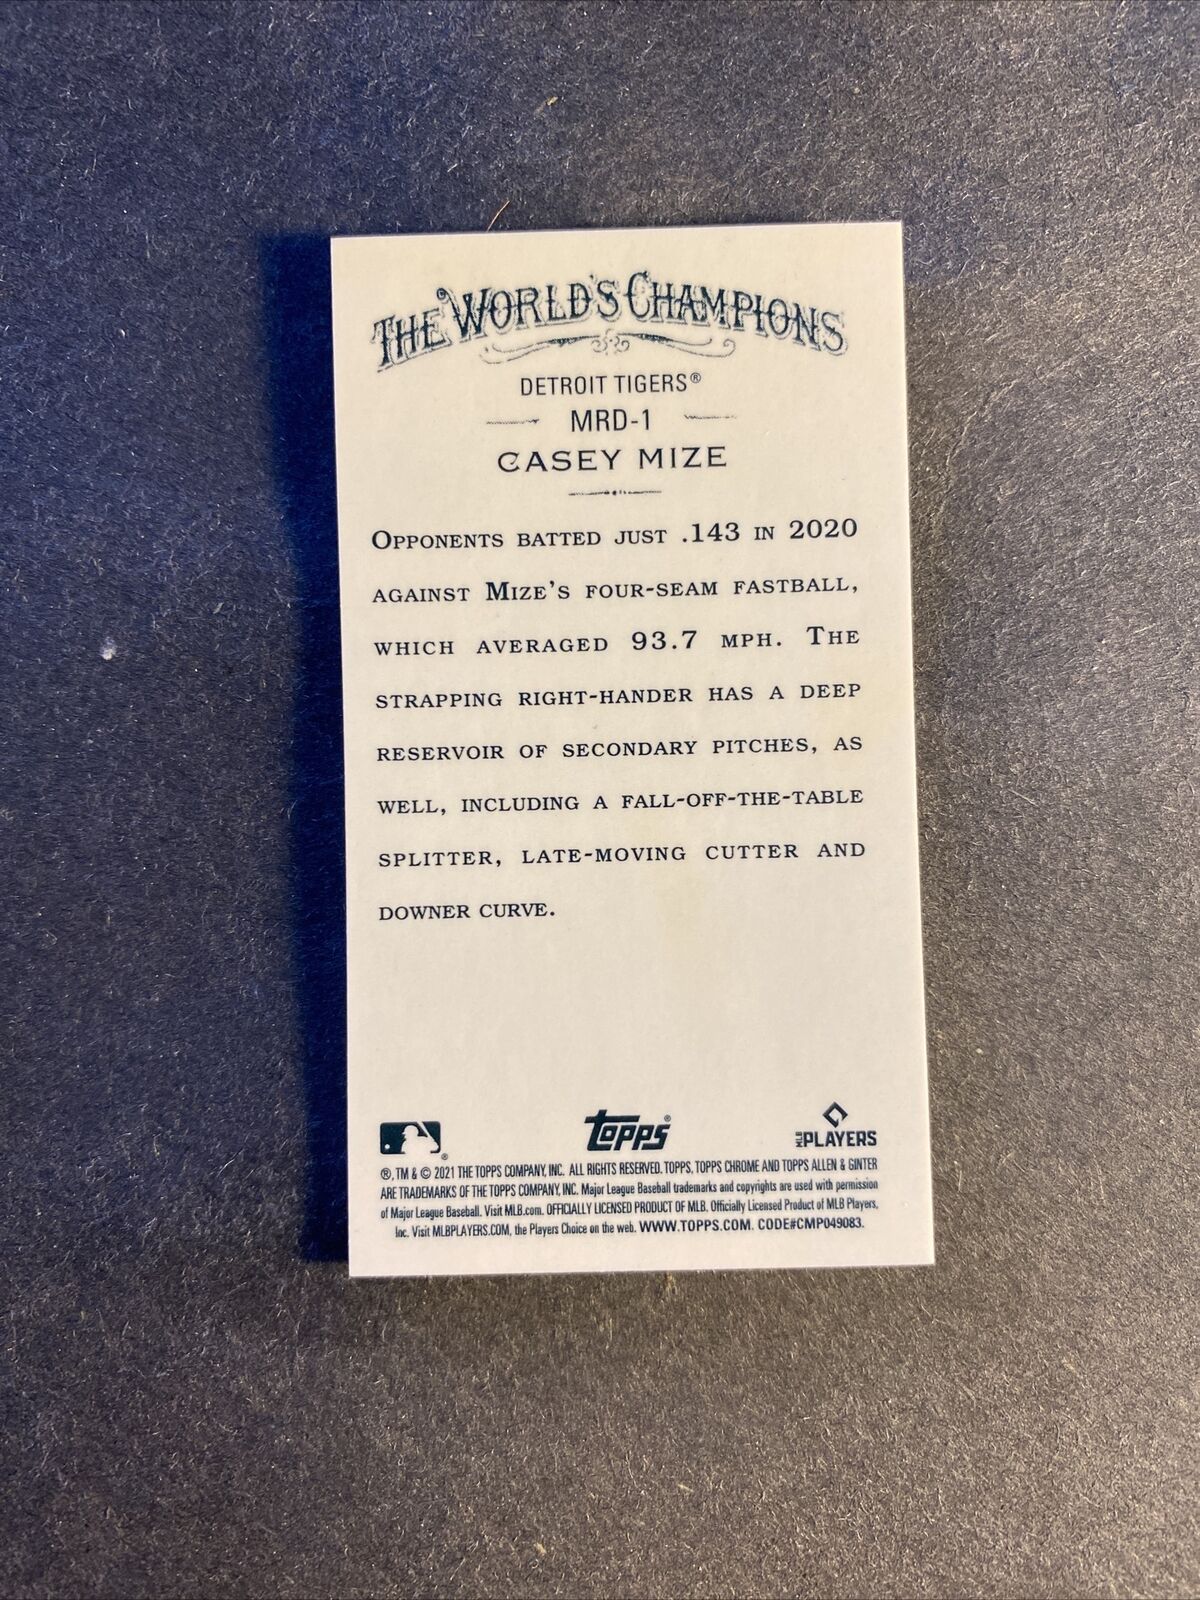 THE WORLD'S CHAMPIONS
DETROIT TIGERS®
MRD-1
CASEY MIZE
OPPONENTS BATTED JUST .143 IN 2020
AGAINST MIZE'S FOUR-SEAM FASTBALL,
WHICH AVERAGED 93.7 MPH. THE
STRAPPING RIGHT-HANDER HAS A DEEP
RESERVOIR OF SECONDARY PITCHES, AS
WELL, INCLUDING A FALL-OFF-THE-TABLE
SPLITTER, LATE-MOVING CUTTER AND
DOWNER CURVE.
® topps® MLB PLAYERS
®, TM & © 2021 THE TOPPS COMPANY, INC. ALL RIGHTS RESERVED. TOPPS, TOPPS CHROME AND TOPPS ALLEN & GINTER
ARE TRADEMARKS OF THE TOPPS COMPANY, INC. Major League Baseball trademarks and copyrights are used with permission
of Major League Baseball. Visit MLB.com. OFFICIALLY LICENSED PRODUCT OF MLB. Officially Licensed Product of MLB Players,
Inc. Visit MLBPLAYERS.COM, the Players Choice on the web. WWW.TOPPS.COM. CODE#CMP049083.